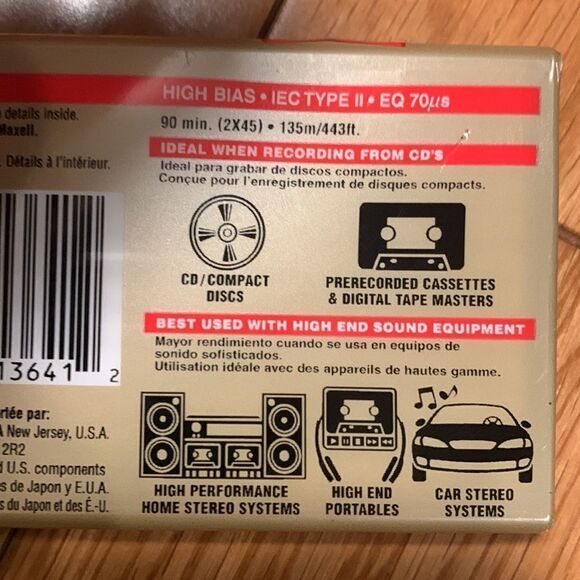 HIGH BIAS • IEC TYPE II • EQ 70µs
details inside.
Maxell.
90 min. (2X45) • 135m/443ft.
IDEAL WHEN RECORDING FROM CD'S
. Détails à l'intérieur.
Ideal para grabar de discos compactos.
Conçue pour l'enregistrement de disques compacts.
CD/COMPACT
DISCS
PRERECORDED CASSETTES
& DIGITAL TAPE MASTERS
BEST USED WITH HIGH END SOUND EQUIPMENT
Mayor rendimiento cuando se usa en equipos de
sonido sofisticados.
Utilisation idéale avec des appareils de hautes gamme.
13641 2
rtée par:
A New Jersey, U.S.A.
2R2
d U.S. components
s de Japon y E.U.A.
s du Japon et des É.-U.
HIGH PERFORMANCE
HOME STEREO SYSTEMS
HIGH END
PORTABLES
CAR STEREO
SYSTEMS